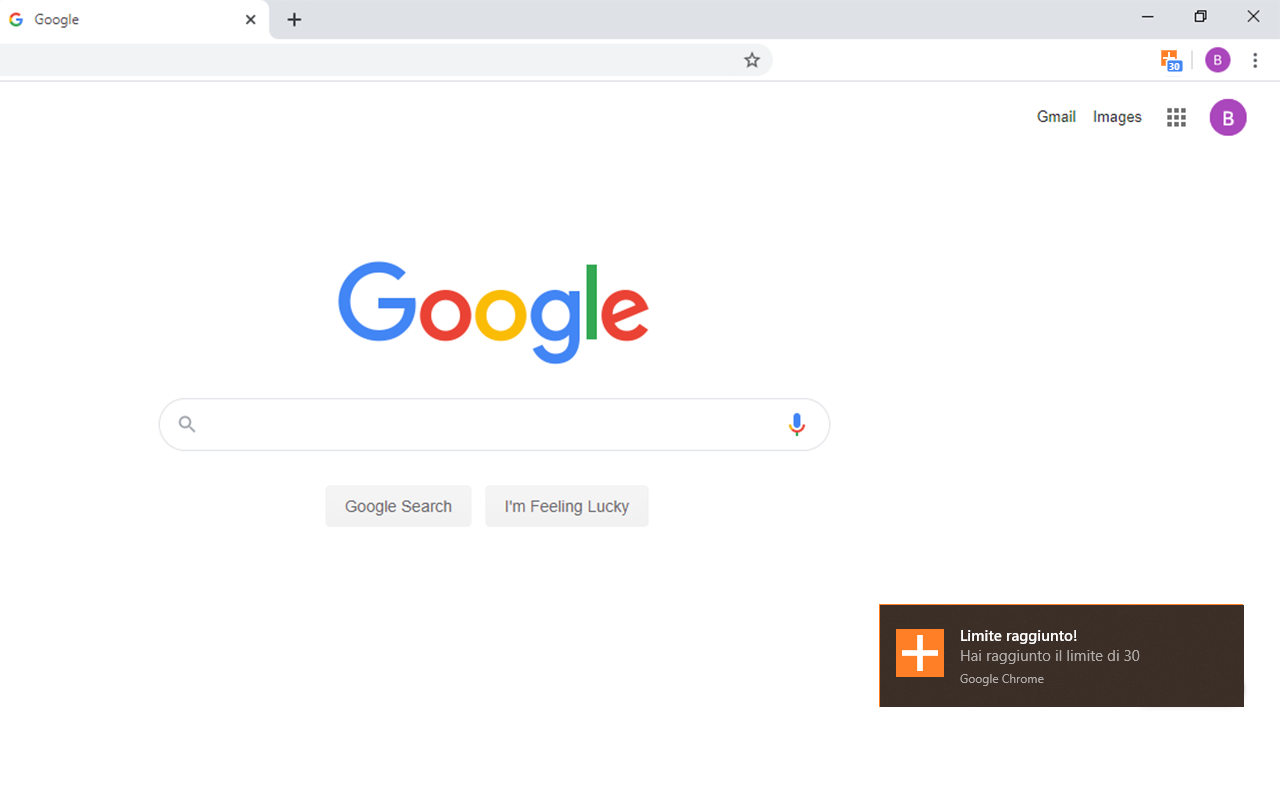 Google
30
B
Gmail Images
B
Google
Google Search I'm Feeling Lucky
Limite raggiunto!
Hai raggiunto il limite di 30
Google Chrome